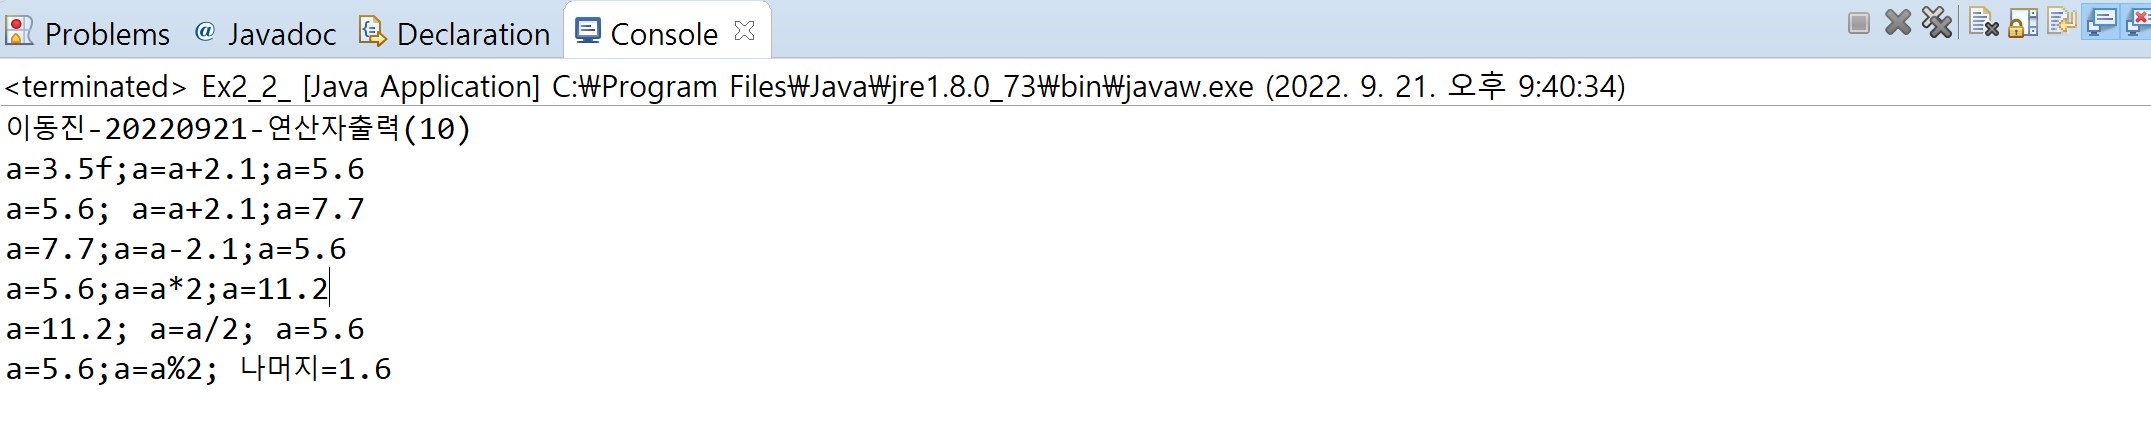 Problems @ Javadoc Declaration Console
<terminated> Ex2_2_ [Java Application] C:₩Program Files₩Java₩jre1.8.0_73₩bin₩javaw.exe (2022. 9. 21. 오후 9:40:34)
이동진-20220921-연산자출력(10)
a=3.5f;a=a+2.1;a=5.6
a=5.6; a=a+2.1;a=7.7
a=7.7;a=a-2.1;a=5.6
a=5.6;a=a*2;a=11.2
a=11.2; a=a/2; a=5.6
a=5.6;a=a%2; 나머지=1.6